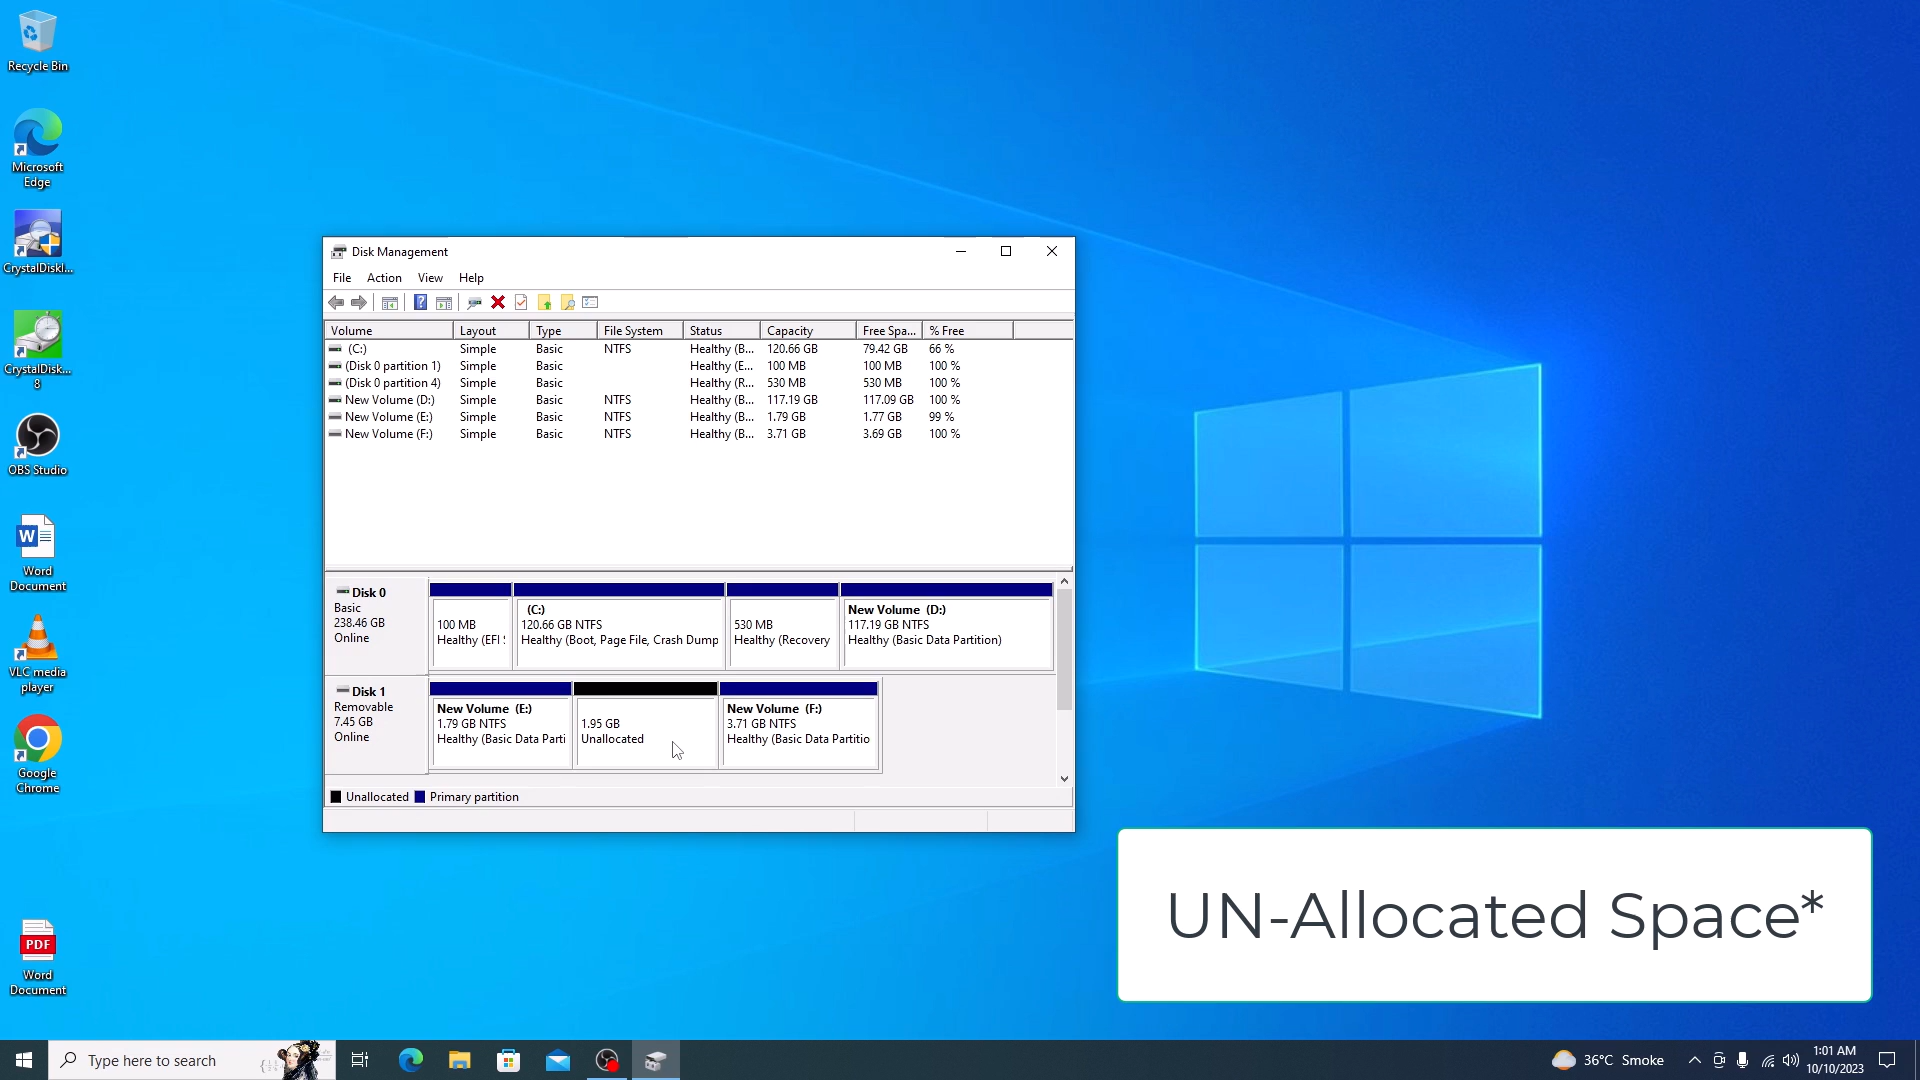 Recycle Bin
Microsoft
Edge
CrystalDiskI...
CrystalDisk...
8
OBS Studio
Word
Document
VLC media
player
Google
Chrome
PDF
Word
Document
Disk Management
File Action View Help
Volume Layout Type File System Status Capacity Free Spa... % Free
(C:) Simple Basic NTFS Healthy (B... 120.66 GB 79.42 GB 66 %
(Disk 0 partition 1) Simple Basic Healthy (E... 100 MB 100 MB 100 %
(Disk 0 partition 4) Simple Basic Healthy (R... 530 MB 530 MB 100 %
New Volume (D:) Simple Basic NTFS Healthy (B... 117.19 GB 117.09 GB 100 %
New Volume (E:) Simple Basic NTFS Healthy (B... 1.79 GB 1.77 GB 99 %
New Volume (F:) Simple Basic NTFS Healthy (B... 3.71 GB 3.69 GB 100 %
Disk 0
Basic
238.46 GB
Online
100 MB
Healthy (EFI
(C:)
120.66 GB NTFS
Healthy (Boot, Page File, Crash Dump
530 MB
Healthy (Recovery
New Volume (D:)
117.19 GB NTFS
Healthy (Basic Data Partition)
Disk 1
Removable
7.45 GB
Online
New Volume (E:)
1.79 GB NTFS
Healthy (Basic Data Parti
1.95 GB
Unallocated
New Volume (F:)
3.71 GB NTFS
Healthy (Basic Data Partitio
Unallocated Primary partition
UN-Allocated Space*
Type here to search
36°C Smoke
1:01 AM
10/10/2023